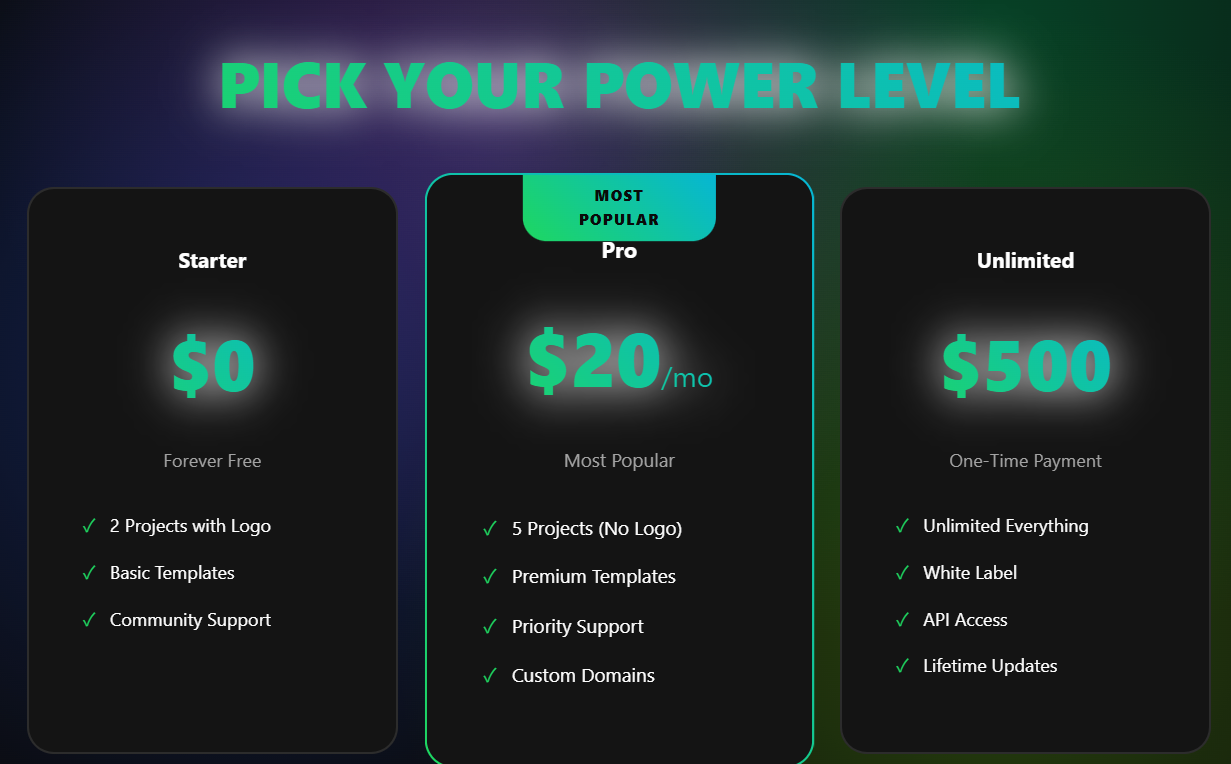 PICK YOUR POWER LEVEL
Starter
$0
Forever Free
✓ 2 Projects with Logo
✓ Basic Templates
✓ Community Support
MOST
POPULAR
Pro
$20/mo
Most Popular
✓ 5 Projects (No Logo)
✓ Premium Templates
✓ Priority Support
✓ Custom Domains
Unlimited
$500
One-Time Payment
✓ Unlimited Everything
✓ White Label
✓ API Access
✓ Lifetime Updates